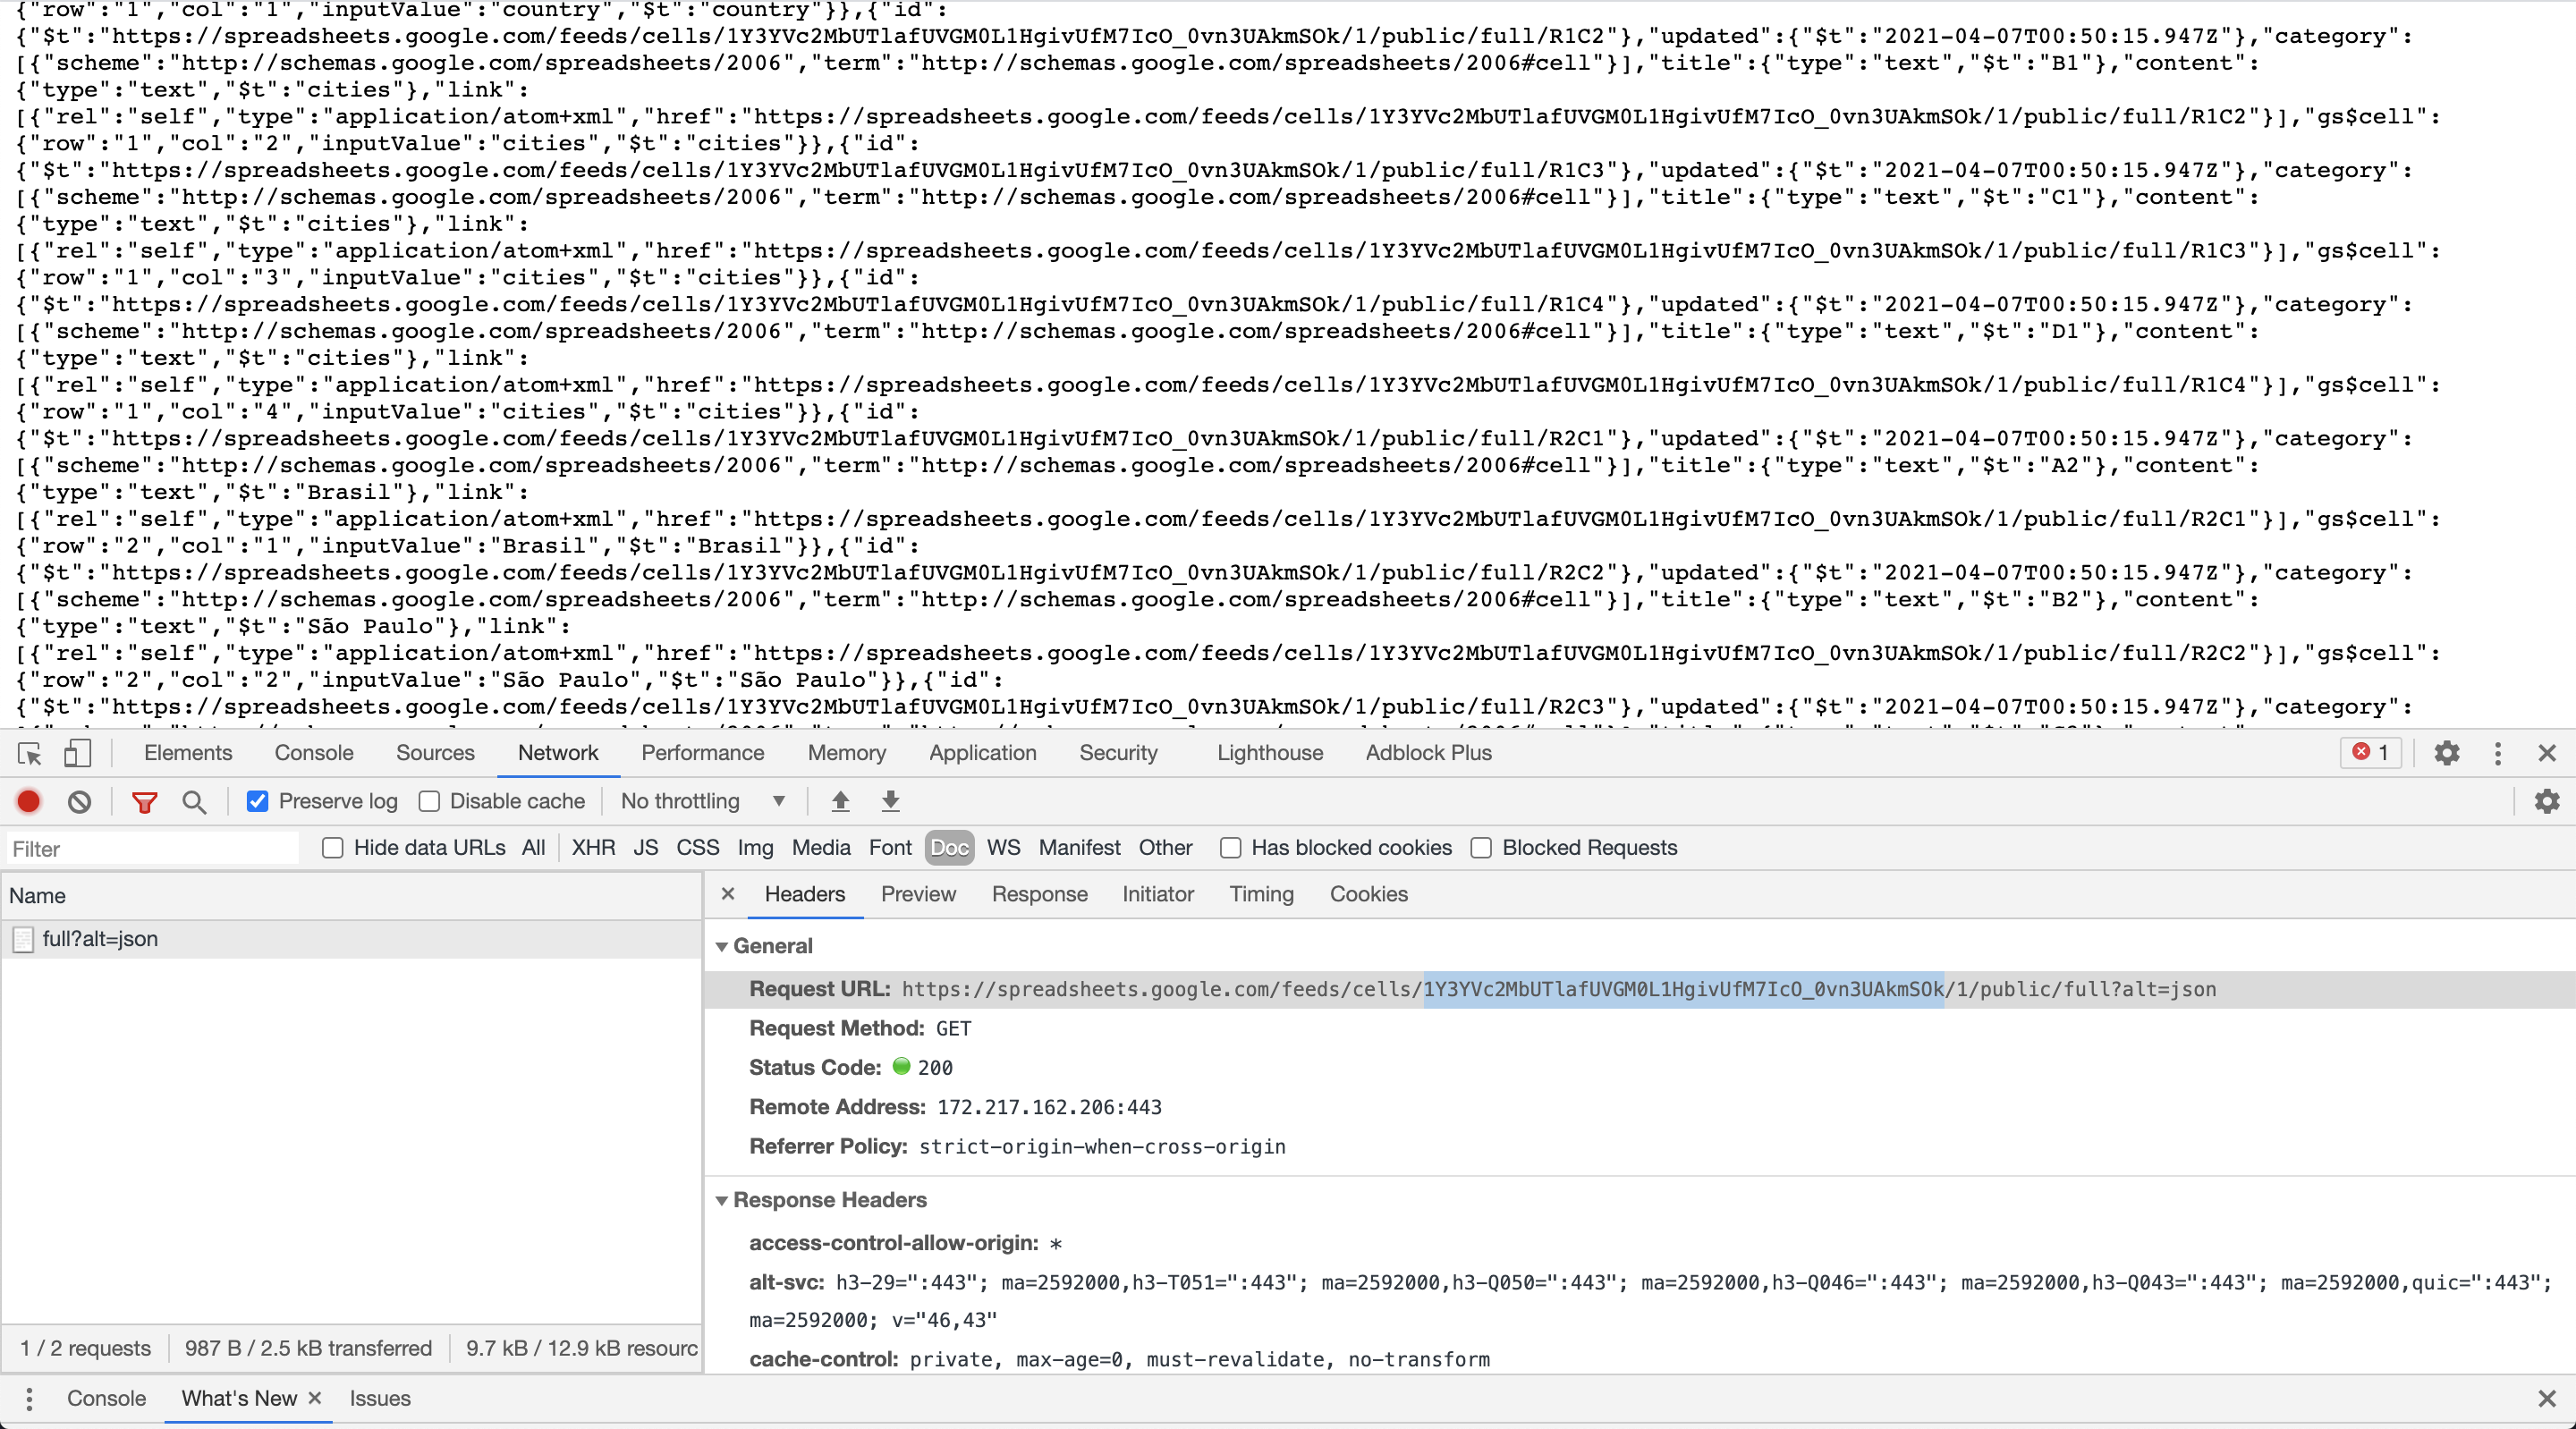 {"row":"1","col":"1","inputValue":"country","$t":"country"}},{"id":
{"$t":"https://spreadsheets.google.com/feeds/cells/1Y3YVc2MbUTlafUVGM0L1HgivUfM7IcO_0vn3UAkmSOk/1/public/full/R1C2"},"updated":{"$t":"2021-04-07T00:50:15.947Z"},"category":
[{"scheme":"http://schemas.google.com/spreadsheets/2006","term":"http://schemas.google.com/spreadsheets/2006#cell"}],"title":{"type":"text","$t":"B1"},"content":
{"type":"text","$t":"cities"},"link":
[{"rel":"self","type":"application/atom+xml","href":"https://spreadsheets.google.com/feeds/cells/1Y3YVc2MbUTlafUVGM0L1HgivUfM7IcO_0vn3UAkmSOk/1/public/full/R1C2"}],"gs$cell":
{"row":"1","col":"2","inputValue":"cities","$t":"cities"}},{"id":
{"$t":"https://spreadsheets.google.com/feeds/cells/1Y3YVc2MbUTlafUVGM0L1HgivUfM7IcO_0vn3UAkmSOk/1/public/full/R1C3"},"updated":{"$t":"2021-04-07T00:50:15.947Z"},"category":
[{"scheme":"http://schemas.google.com/spreadsheets/2006","term":"http://schemas.google.com/spreadsheets/2006#cell"}],"title":{"type":"text","$t":"C1"},"content":
{"type":"text","$t":"cities"},"link":
[{"rel":"self","type":"application/atom+xml","href":"https://spreadsheets.google.com/feeds/cells/1Y3YVc2MbUTlafUVGM0L1HgivUfM7IcO_0vn3UAkmSOk/1/public/full/R1C3"}],"gs$cell":
{"row":"1","col":"3","inputValue":"cities","$t":"cities"}},{"id":
{"$t":"https://spreadsheets.google.com/feeds/cells/1Y3YVc2MbUTlafUVGM0L1HgivUfM7IcO_0vn3UAkmSOk/1/public/full/R1C4"},"updated":{"$t":"2021-04-07T00:50:15.947Z"},"category":
[{"scheme":"http://schemas.google.com/spreadsheets/2006","term":"http://schemas.google.com/spreadsheets/2006#cell"}],"title":{"type":"text","$t":"D1"},"content":
{"type":"text","$t":"cities"},"link":
[{"rel":"self","type":"application/atom+xml","href":"https://spreadsheets.google.com/feeds/cells/1Y3YVc2MbUTlafUVGM0L1HgivUfM7IcO_0vn3UAkmSOk/1/public/full/R1C4"}],"gs$cell":
{"row":"1","col":"4","inputValue":"cities","$t":"cities"}},{"id":
{"$t":"https://spreadsheets.google.com/feeds/cells/1Y3YVc2MbUTlafUVGM0L1HgivUfM7IcO_0vn3UAkmSOk/1/public/full/R2C1"},"updated":{"$t":"2021-04-07T00:50:15.947Z"},"category":
[{"scheme":"http://schemas.google.com/spreadsheets/2006","term":"http://schemas.google.com/spreadsheets/2006#cell"}],"title":{"type":"text","$t":"A2"},"content":
{"type":"text","$t":"Brasil"},"link":
[{"rel":"self","type":"application/atom+xml","href":"https://spreadsheets.google.com/feeds/cells/1Y3YVc2MbUTlafUVGM0L1HgivUfM7IcO_0vn3UAkmSOk/1/public/full/R2C1"}],"gs$cell":
{"row":"2","col":"1","inputValue":"Brasil","$t":"Brasil"}},{"id":
{"$t":"https://spreadsheets.google.com/feeds/cells/1Y3YVc2MbUTlafUVGM0L1HgivUfM7IcO_0vn3UAkmSOk/1/public/full/R2C2"},"updated":{"$t":"2021-04-07T00:50:15.947Z"},"category":
[{"scheme":"http://schemas.google.com/spreadsheets/2006","term":"http://schemas.google.com/spreadsheets/2006#cell"}],"title":{"type":"text","$t":"B2"},"content":
{"type":"text","$t":"São Paulo"},"link":
[{"rel":"self","type":"application/atom+xml","href":"https://spreadsheets.google.com/feeds/cells/1Y3YVc2MbUTlafUVGM0L1HgivUfM7IcO_0vn3UAkmSOk/1/public/full/R2C2"}],"gs$cell":
{"row":"2","col":"2","inputValue":"São Paulo","$t":"São Paulo"}},{"id":
{"$t":"https://spreadsheets.google.com/feeds/cells/1Y3YVc2MbUTlafUVGM0L1HgivUfM7IcO_0vn3UAkmSOk/1/public/full/R2C3"},"updated":{"$t":"2021-04-07T00:50:15.947Z"},"category":
Elements Console Sources Network Performance Memory Application Security Lighthouse Adblock Plus 1
Preserve log Disable cache No throttling
Filter Hide data URLs All XHR JS CSS Img Media Font Doc WS Manifest Other Has blocked cookies Blocked Requests
Name
full?alt=json
1 / 2 requests 987 B / 2.5 kB transferred 9.7 kB / 12.9 kB resourc
Headers Preview Response Initiator Timing Cookies
General
Request URL: https://spreadsheets.google.com/feeds/cells/1Y3YVc2MbUTlafUVGM0L1HgivUfM7IcO_0vn3UAkmSOk/1/public/full?alt=json
Request Method: GET
Status Code: 200
Remote Address: 172.217.162.206:443
Referrer Policy: strict-origin-when-cross-origin
Response Headers
access-control-allow-origin: *
alt-svc: h3-29=":443"; ma=2592000,h3-T051=":443"; ma=2592000,h3-Q050=":443"; ma=2592000,h3-Q046=":443"; ma=2592000,h3-Q043=":443"; ma=2592000,quic=":443";
ma=2592000; v="46,43"
cache-control: private, max-age=0, must-revalidate, no-transform
Console What's New Issues